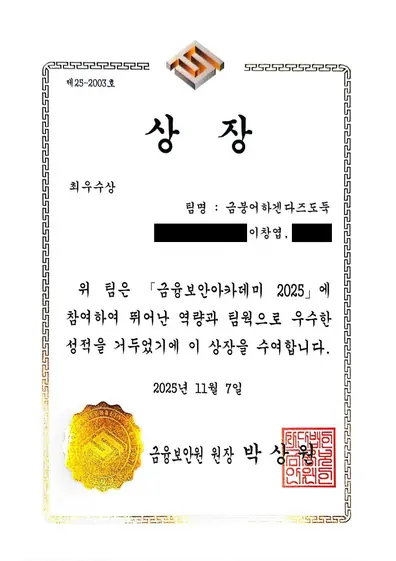 제25-2003호
상 장
최우수상
팀명 : 금붕어하겐다즈도둑
이창엽,
위 팀은 「금융보안아카데미 2025」에
참여하여 뛰어난 역량과 팀웍으로 우수한
성적을 거두었기에 이 상장을 수여합니다.
2025년 11월 7일
금융보안원 원장 박상원